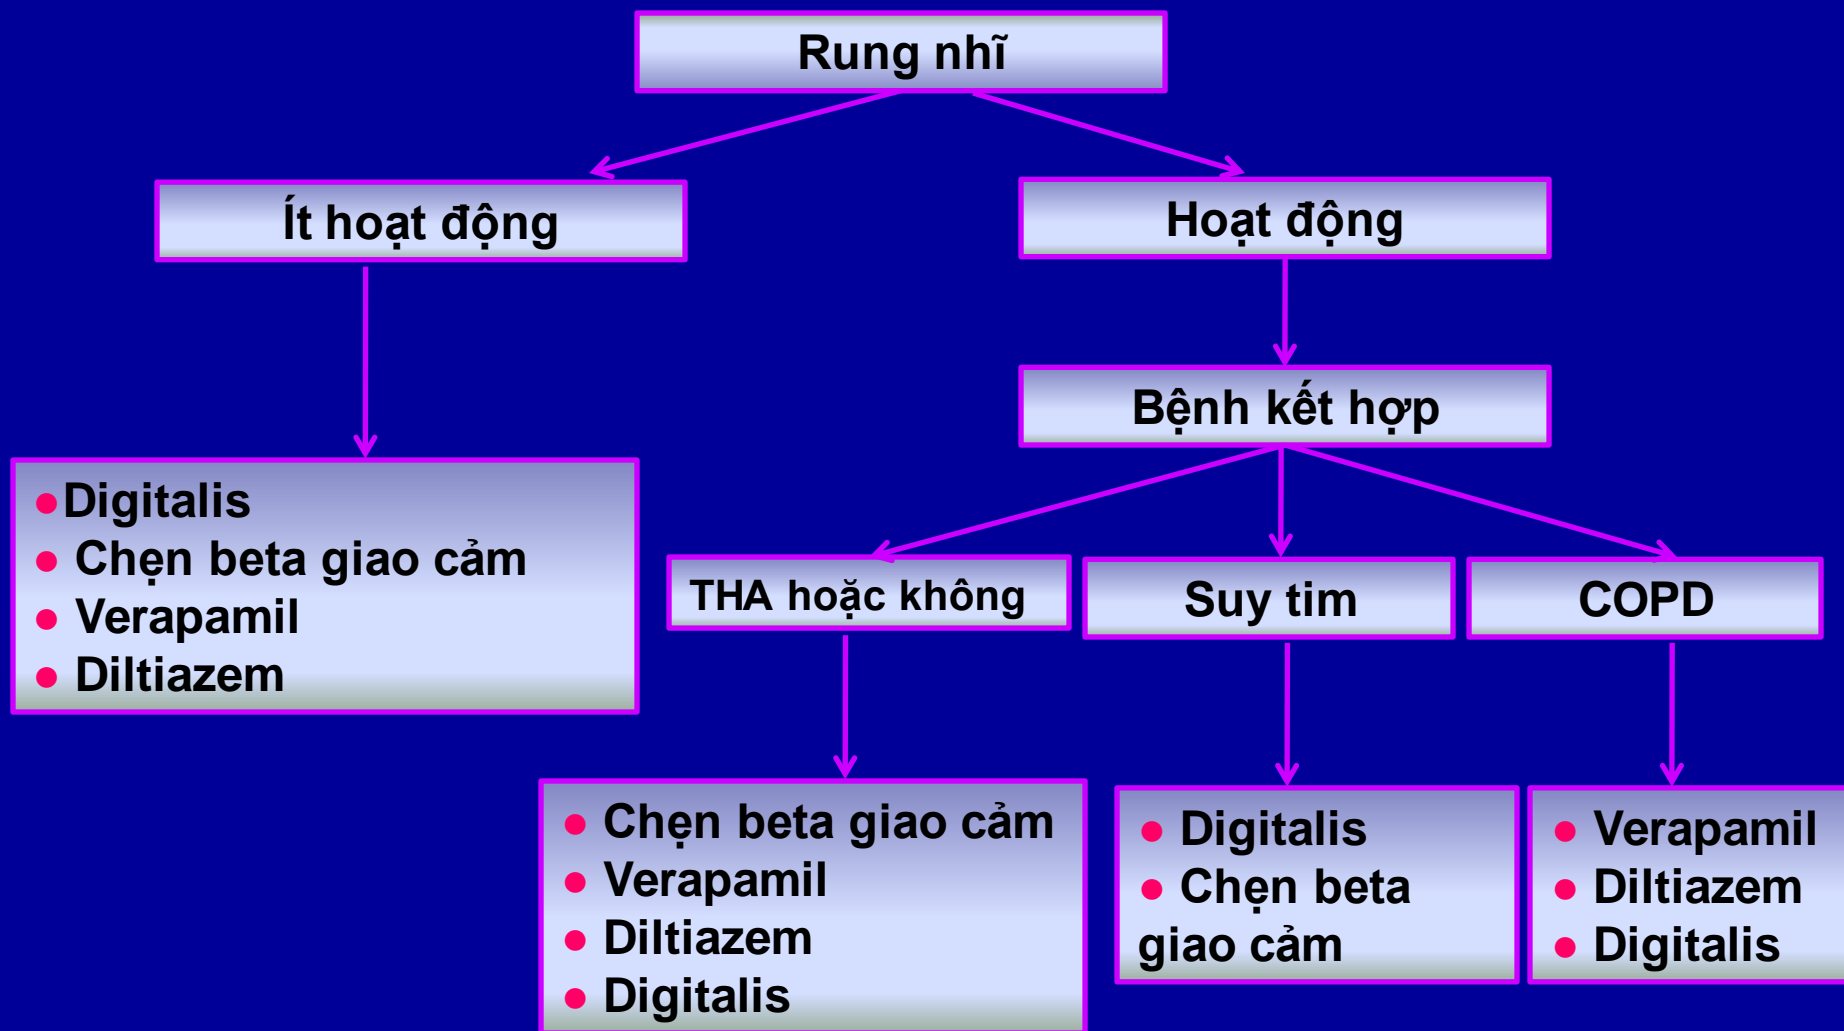 Rung nhĩ
Ít hoạt động
Hoạt động
Bệnh kết hợp
● Digitalis
● Chẹn beta giao cảm
● Verapamil
● Diltiazem
THA hoặc không
Suy tim
COPD
● Chẹn beta giao cảm
● Verapamil
● Diltiazem
● Digitalis
● Digitalis
● Chẹn beta
giao cảm
● Verapamil
● Diltiazem
● Digitalis